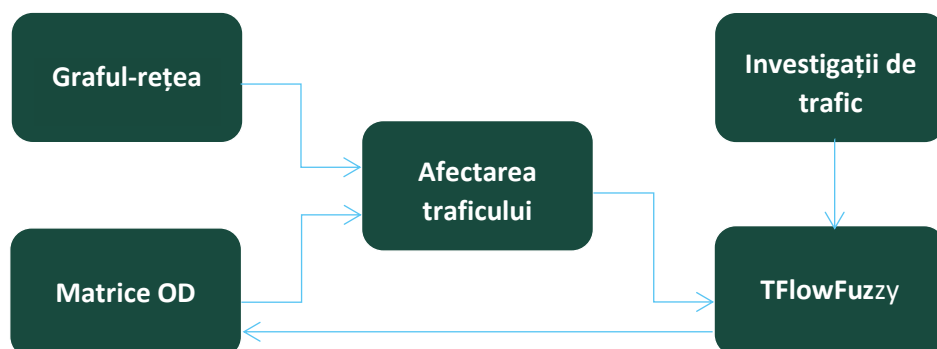 Graful-rețea
Investigații de
trafic
Afectarea
traficului
Matrice OD
TFlowFuzzy